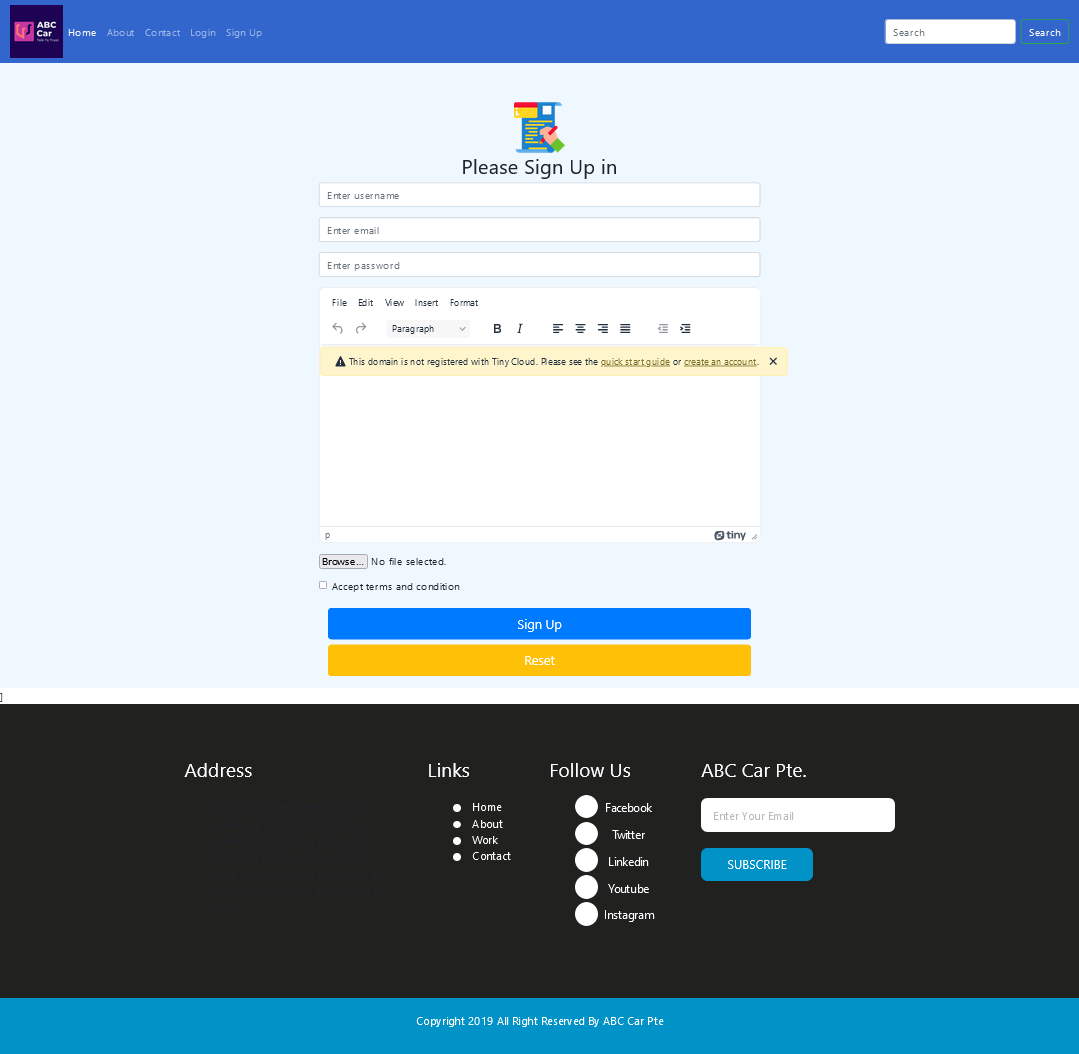 ABC
Car
Home About Contact Login Sign Up Search Search
Please Sign Up in
Enter username
Enter email
Enter password
File Edit View Insert Format
Paragraph B I
This domain is not registered with Tiny Cloud. Please see the quick start guide or create an account.
p tiny
Browse... No file selected.
Accept terms and condition
Sign Up
Reset
]
Address Links Follow Us ABC Car Pte.
Home
About
Work
Contact
Facebook
Twitter
Linkedin
Youtube
Instagram
Enter Your Email
SUBSCRIBE
Copyright 2019 All Right Reserved By ABC Car Pte